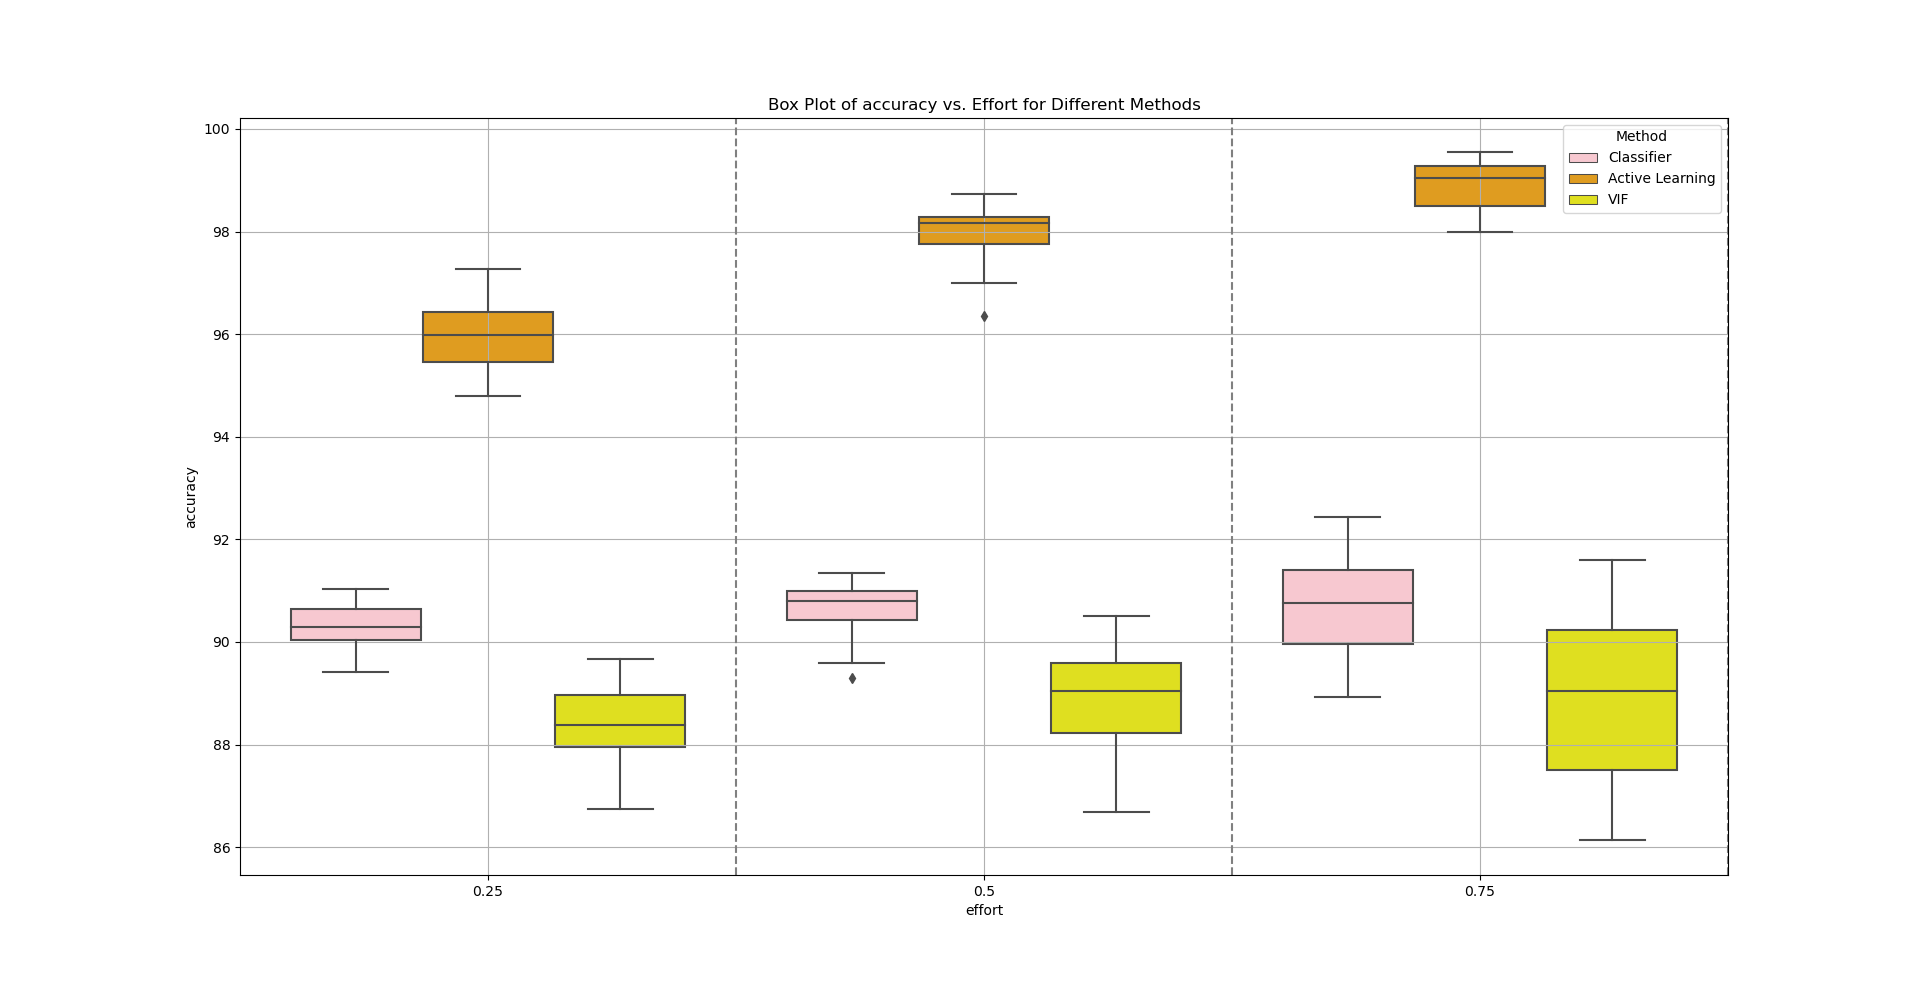 Box Plot of accuracy vs. Effort for Different Methods
100
98
96
94
92
90
88
86
accuracy
Method
Classifier
Active Learning
VIF
0.25
0.5
0.75
effort